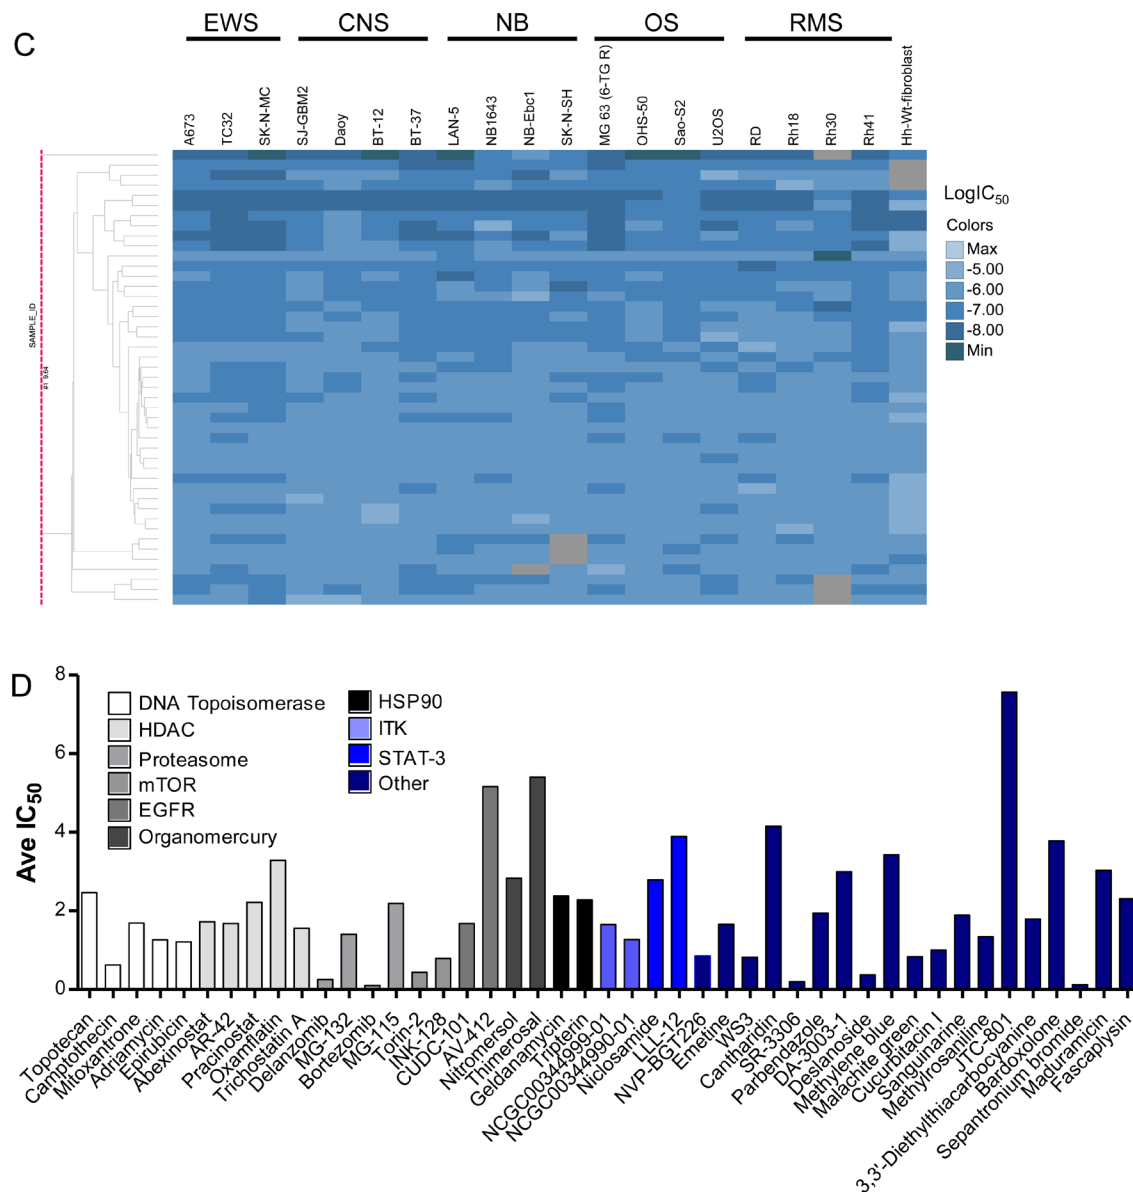 C
EWS CNS NB OS RMS
A673
TC32
SK-N-MC
SJ-GBM2
Daoy
BT-12
BT-37
LAN-5
NB1643
NB-Ebc1
SK-N-SH
MG 63 (6-TG R)
OHS-50
Sao-S2
U2OS
RD
Rh18
Rh30
Rh41
Hh-Wt-fibroblast
SAMPLE_ID
#1 9.64
LogIC50
Colors
Max
-5.00
-6.00
-7.00
-8.00
Min
D
Ave IC50
8
6
4
2
0
DNA Topoisomerase
HDAC
Proteasome
mTOR
EGFR
Organomercury
HSP90
ITK
STAT-3
Other
Topotecan
Camptothecin
Mitoxantrone
Adriamycin
Epirubicin
Abexinostat
AR-42
Pracinostat
Oxamflatin
Trichostatin A
Delanzomib
MG-132
Bortezomib
MG-115
Torin-2
INK-128
CUDC-101
AV-412
Nitromersol
Thimerosal
Geldanamycin
Tripterin
NCGC00344999-01
NCGC00344990-01
Niclosamide
LLL-12
NVP-BGT226
Emetine
WS3
Cantharidin
SR-3306
Parbendazole
DA-3003-1
Deslanoside
Methylene blue
Malachite green
Cucurbitacin I
Sanguinarine
Methylrosaniline
JTC-801
3,3'-Diethylthiacarbocyanine
Bardoxolone
Sepantronium bromide
Maduramicin
Fascaplysin